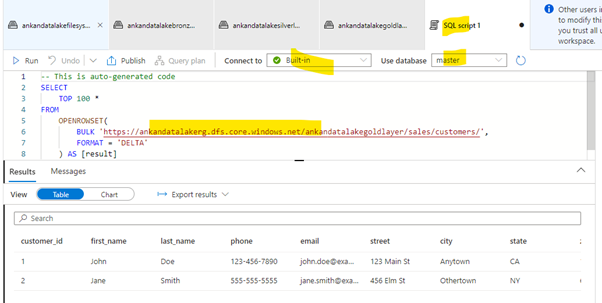 ankandatalakefilesys...
ankandatalakebronz...
ankandatalakesilverl...
ankandatalakegoldla...
SQL script 1
Other users i
to modify this
you trust all u
workspace.
Run Undo Publish Query plan Connect to Built-in Use database master
1 -- This is auto-generated code
2 SELECT
3 TOP 100 *
4 FROM
5 OPENROWSET(
6 BULK 'https://ankandatalakerg.dfs.core.windows.net/ankandatalakegoldlayer/sales/customers/',
7 FORMAT = 'DELTA'
8 ) AS [result]
Results Messages
View Table Chart Export results
Search
customer_id first_name last_name phone email street city state z
1 John Doe 123-456-7890 john.doe@exa... 123 Main St Anytown CA
2 Jane Smith 555-555-5555 jane.smith@ex... 456 Elm St Othertown NY